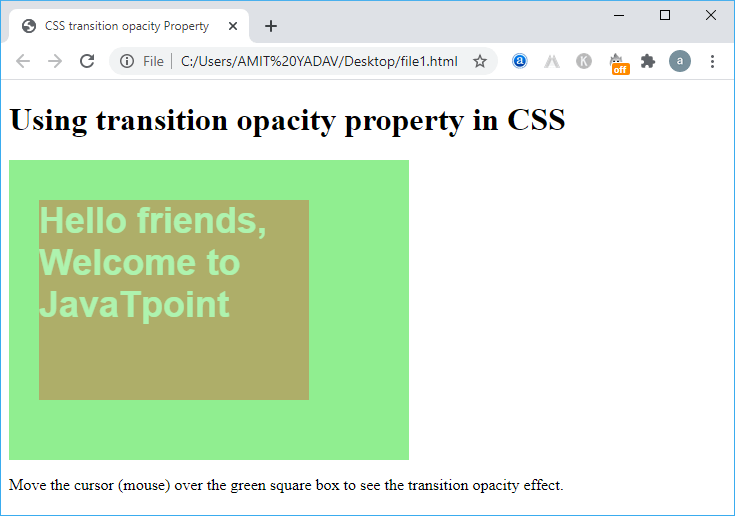 CSS transition opacity Property
File C:/Users/AMIT%20YADAV/Desktop/file1.html
a
K
off
a
Using transition opacity property in CSS
Hello friends,
Welcome to
JavaTpoint
Move the cursor (mouse) over the green square box to see the transition opacity effect.